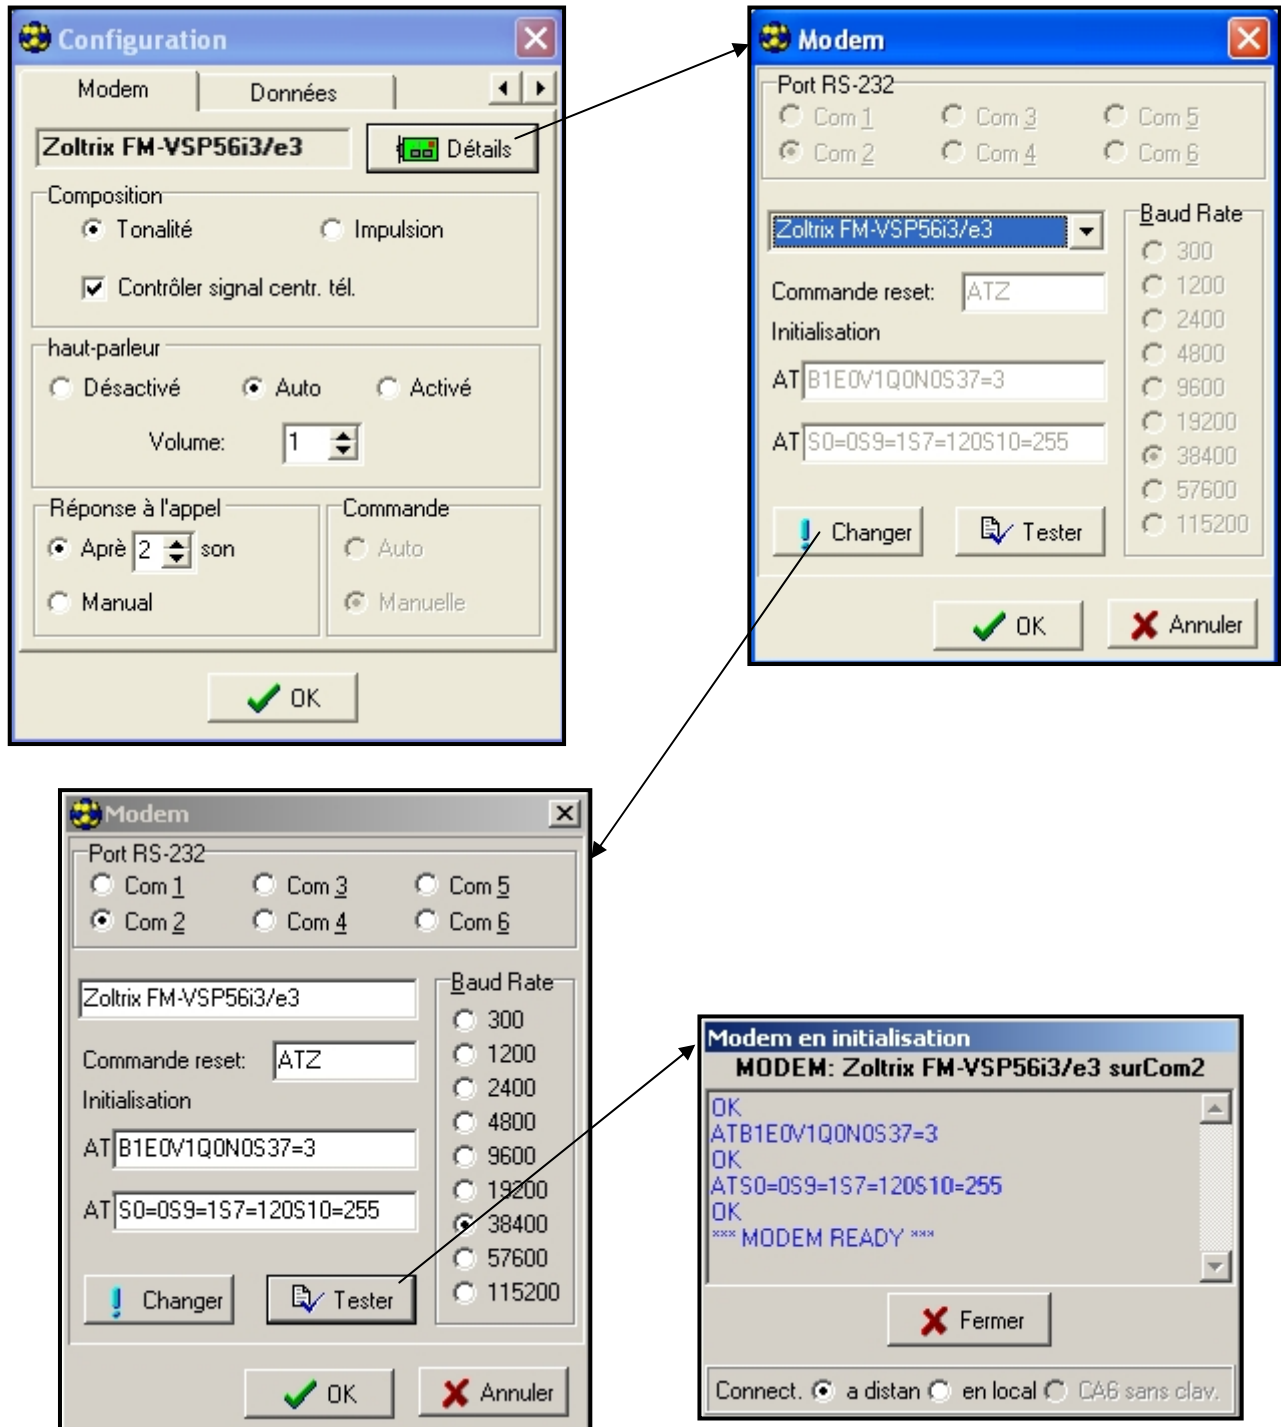 Configuration
Modem Données
Zoltrix FM-VSP56i3/e3 Détails
Composition
Tonalité Impulsion
Contrôler signal centr. tél.
haut-parleur
Désactivé Auto Activé
Volume: 1
Réponse à l'appel Commande
Aprè 2 son Auto
Manual Manuelle
OK
Modem
Port RS-232
Com 1 Com 3 Com 5
Com 2 Com 4 Com 6
Zoltrix FM-VSP56i3/e3
Commande reset: ATZ
Initialisation
AT B1E0V1Q0N0S37=3
AT S0=0S9=1S7=120S10=255
Baud Rate
300
1200
2400
4800
9600
19200
38400
57600
115200
Changer Tester
OK Annuler
Modem
Port RS-232
Com 1 Com 3 Com 5
Com 2 Com 4 Com 6
Zoltrix FM-VSP56i3/e3
Commande reset: ATZ
Initialisation
AT B1E0V1Q0N0S37=3
AT S0=0S9=1S7=120S10=255
Baud Rate
300
1200
2400
4800
9600
19200
38400
57600
115200
Changer Tester
OK Annuler
Modem en initialisation
MODEM: Zoltrix FM-VSP56i3/e3 surCom2
OK
ATB1E0V1Q0N0S37=3
OK
ATS0=0S9=1S7=120S10=255
OK
*** MODEM READY ***
Fermer
Connect. a distan en local CA6 sans clav.